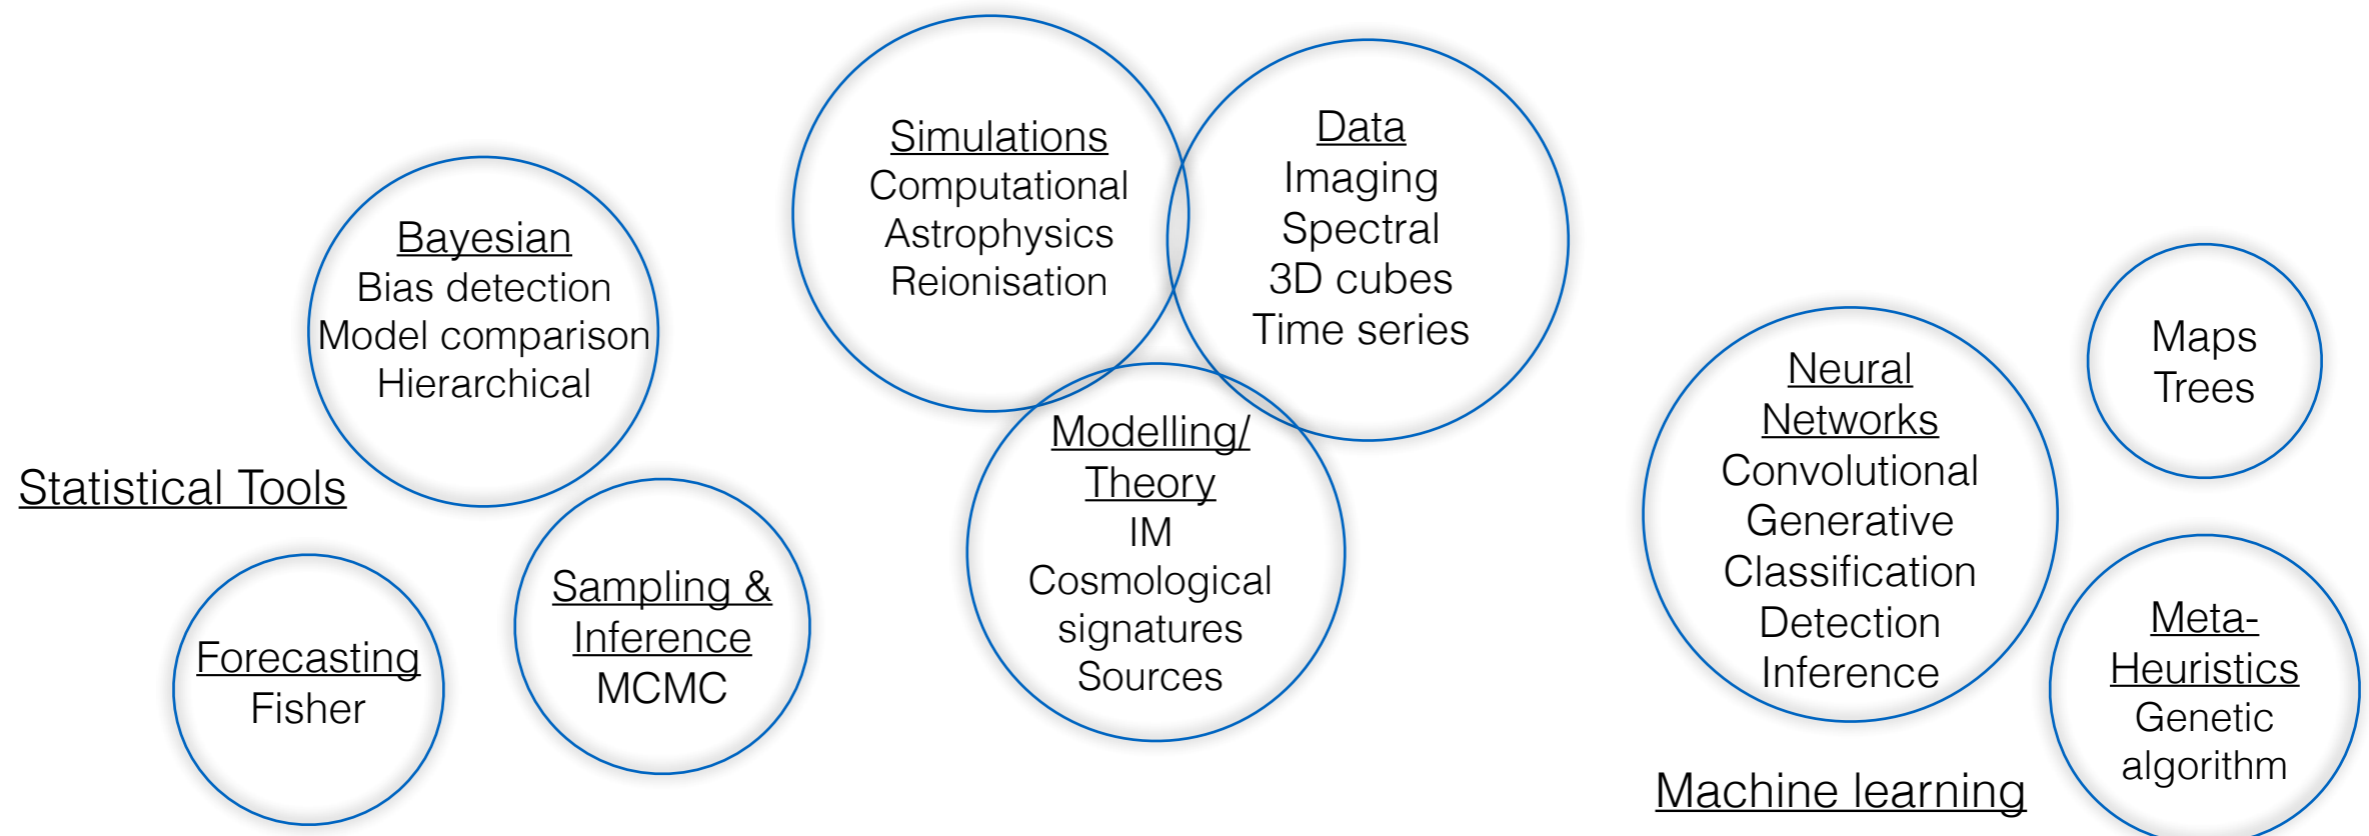 Statistical Tools
Bayesian
Bias detection
Model comparison
Hierarchical
Forecasting
Fisher
Sampling &
Inference
MCMC
Simulations
Computational
Astrophysics
Reionisation
Data
Imaging
Spectral
3D cubes
Time series
Modelling/
Theory
IM
Cosmological
signatures
Sources
Neural
Networks
Convolutional
Generative
Classification
Detection
Inference
Maps
Trees
Meta-
Heuristics
Genetic
algorithm
Machine learning